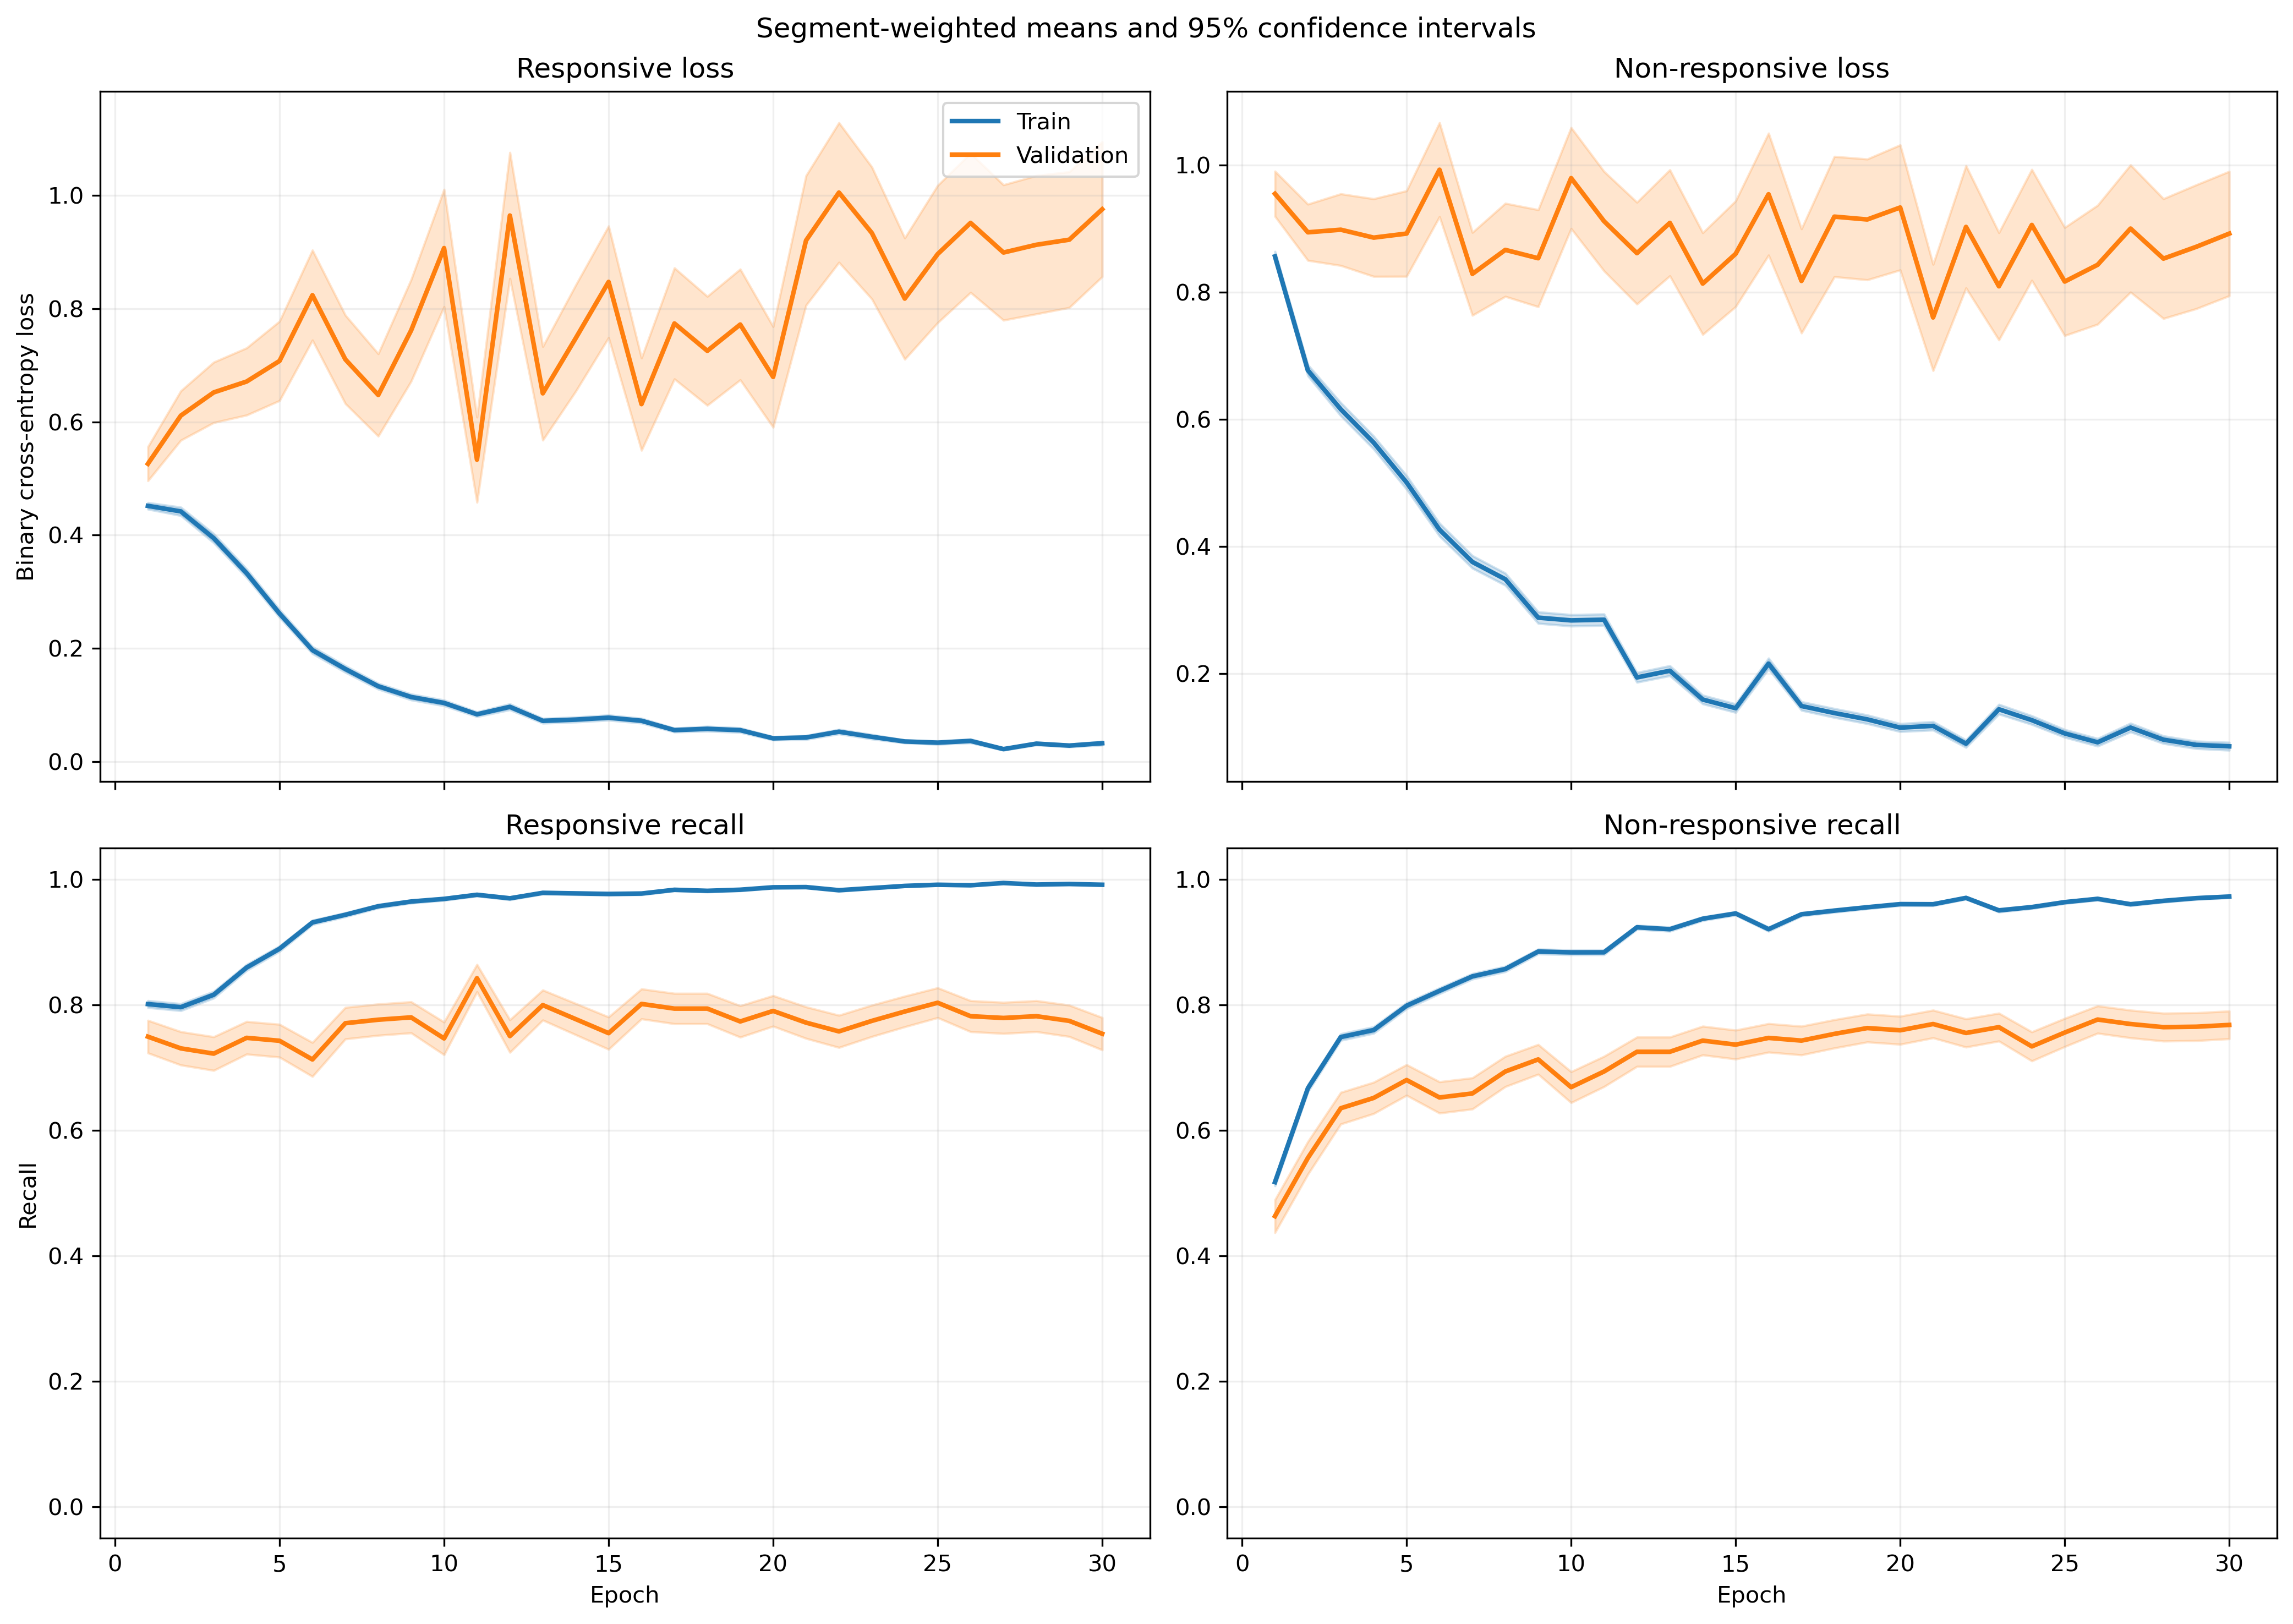 Segment-weighted means and 95% confidence intervals
Responsive loss
Non-responsive loss
Train
Validation
Binary cross-entropy loss
1.0
0.8
0.6
0.4
0.2
0.0
1.0
0.8
0.6
0.4
0.2
Responsive recall
Non-responsive recall
Recall
1.0
0.8
0.6
0.4
0.2
0.0
0 5 10 15 20 25 30
Epoch
1.0
0.8
0.6
0.4
0.2
0.0
0 5 10 15 20 25 30
Epoch